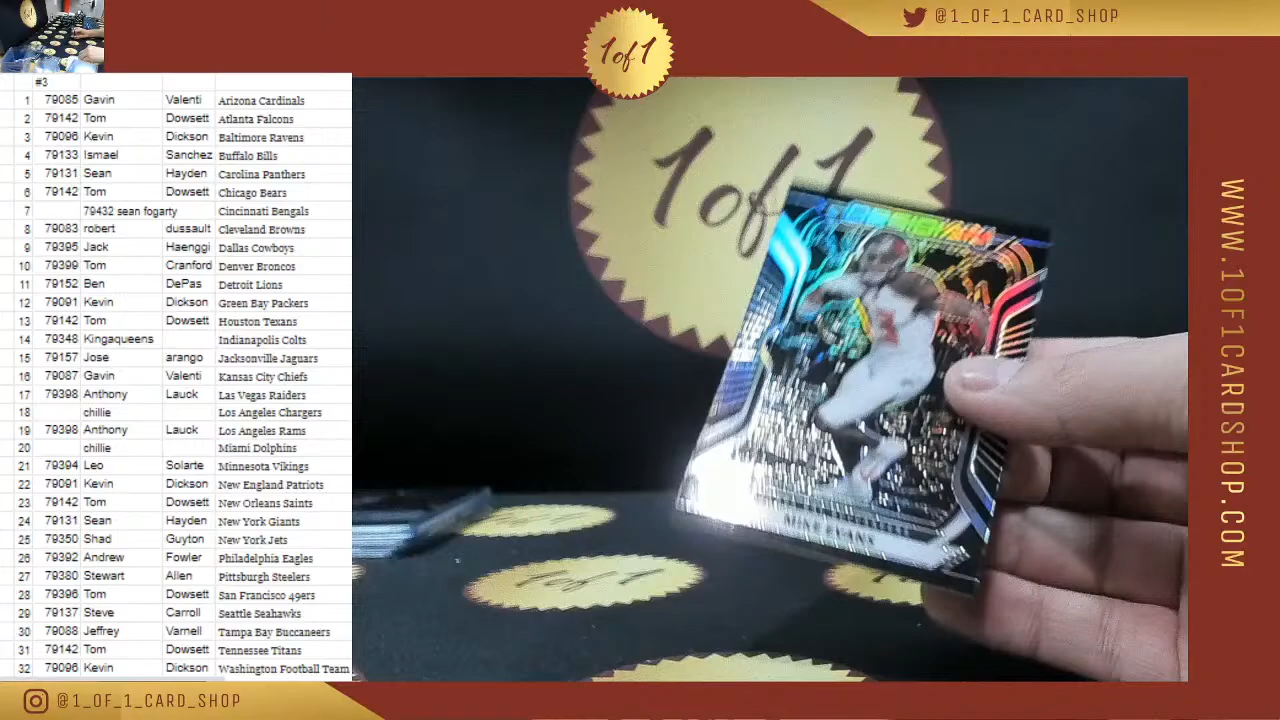 @1_OF_1_CARD_SHOP
1of1
#3
1 79085 Gavin Valenti Arizona Cardinals
2 79142 Tom Dowsett Atlanta Falcons
3 79096 Kevin Dickson Baltimore Ravens
4 79133 Ismael Sanchez Buffalo Bills
5 79131 Sean Hayden Carolina Panthers
6 79142 Tom Dowsett Chicago Bears
7 79432 sean fogarty Cincinnati Bengals
8 79083 robert dussault Cleveland Browns
9 79395 Jack Haenggi Dallas Cowboys
10 79399 Tom Cranford Denver Broncos
11 79152 Ben DePas Detroit Lions
12 79091 Kevin Dickson Green Bay Packers
13 79142 Tom Dowsett Houston Texans
14 79348 Kingaqueens Indianapolis Colts
15 79157 Jose arango Jacksonville Jaguars
16 79087 Gavin Valenti Kansas City Chiefs
17 79398 Anthony Lauck Las Vegas Raiders
18 chillie Los Angeles Chargers
19 79398 Anthony Lauck Los Angeles Rams
20 chillie Miami Dolphins
21 79394 Leo Solarte Minnesota Vikings
22 79091 Kevin Dickson New England Patriots
23 79142 Tom Dowsett New Orleans Saints
24 79131 Sean Hayden New York Giants
25 79350 Shad Guyton New York Jets
26 79392 Andrew Fowler Philadelphia Eagles
27 79380 Stewart Allen Pittsburgh Steelers
28 79396 Tom Dowsett San Francisco 49ers
29 79137 Steve Carroll Seattle Seahawks
30 79088 Jeffrey Varnell Tampa Bay Buccaneers
31 79142 Tom Dowsett Tennessee Titans
32 79096 Kevin Dickson Washington Football Team
1of1
OBSIDIAN
MIKE EVANS
1 of 1
WWW.1OF1CARDSHOP.COM
@1_OF_1_CARD_SHOP